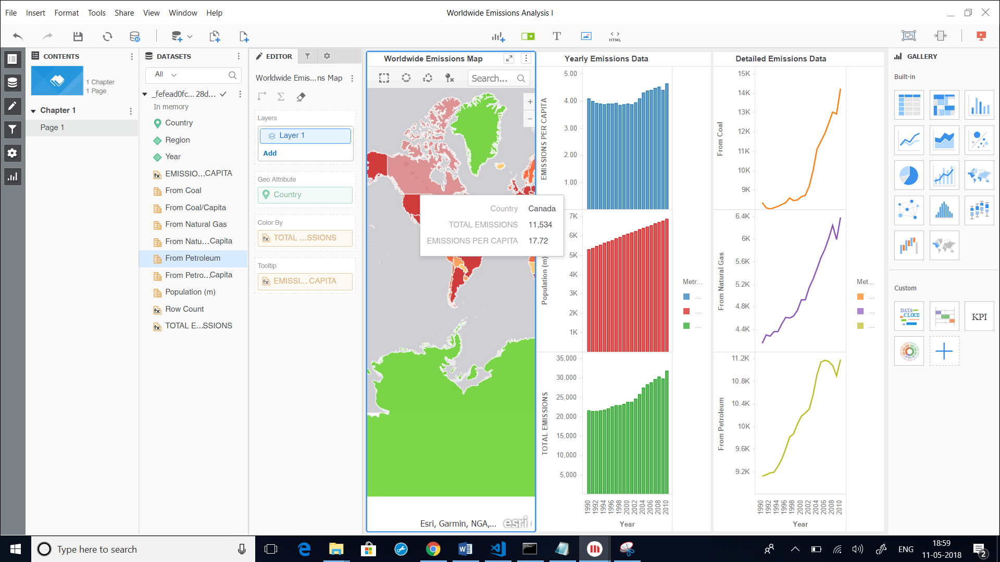 File Insert Format Tools Share View Window Help
Worldwide Emissions Analysis I
HTML
CONTENTS
1 Chapter
1 Page
Chapter 1
Page 1
DATASETS
All
_fefead0fc...28d...
In memory
Country
Region
Year
EMISSIO...CAPITA
From Coal
From Coal/Capita
From Natural Gas
From Natu...Capita
From Petroleum
From Petro...Capita
Population (m)
Row Count
TOTAL E...SSIONS
EDITOR
Worldwide Emis...ns Map
Layers
Layer 1
Add
Geo Attribute
Country
Color By
TOTAL ...SSIONS
Tooltip
EMISSI... CAPITA
Worldwide Emissions Map
Search...
+
−
Country Canada
TOTAL EMISSIONS 11,534
EMISSIONS PER CAPITA 17.72
Esri, Garmin, NGA,...
esri
Yearly Emissions Data
EMISSIONS PER CAPITA
5.00
4.00
3.00
2.00
1.00
Population (m)
7K
6K
5K
4K
3K
2K
1K
TOTAL EMISSIONS
35,000
30,000
25,000
20,000
15,000
10,000
5,000
1990 1992 1994 1996 1998 2000 2002 2004 2006 2008 2010
Year
Metr...
...
...
...
Detailed Emissions Data
From Coal
15K
14K
13K
12K
11K
10K
9K
From Natural Gas
6.4K
6K
5.6K
5.2K
4.8K
4.4K
From Petroleum
11.2K
10.8K
10.4K
10K
9.6K
9.2K
1990 1992 1994 1996 1998 2000 2002 2004 2006 2008 2010
Year
Met...
...
...
...
GALLERY
Built-in
Custom
DATA
CLOUD
KPI
Type here to search
ENG
18:59
11-05-2018
2